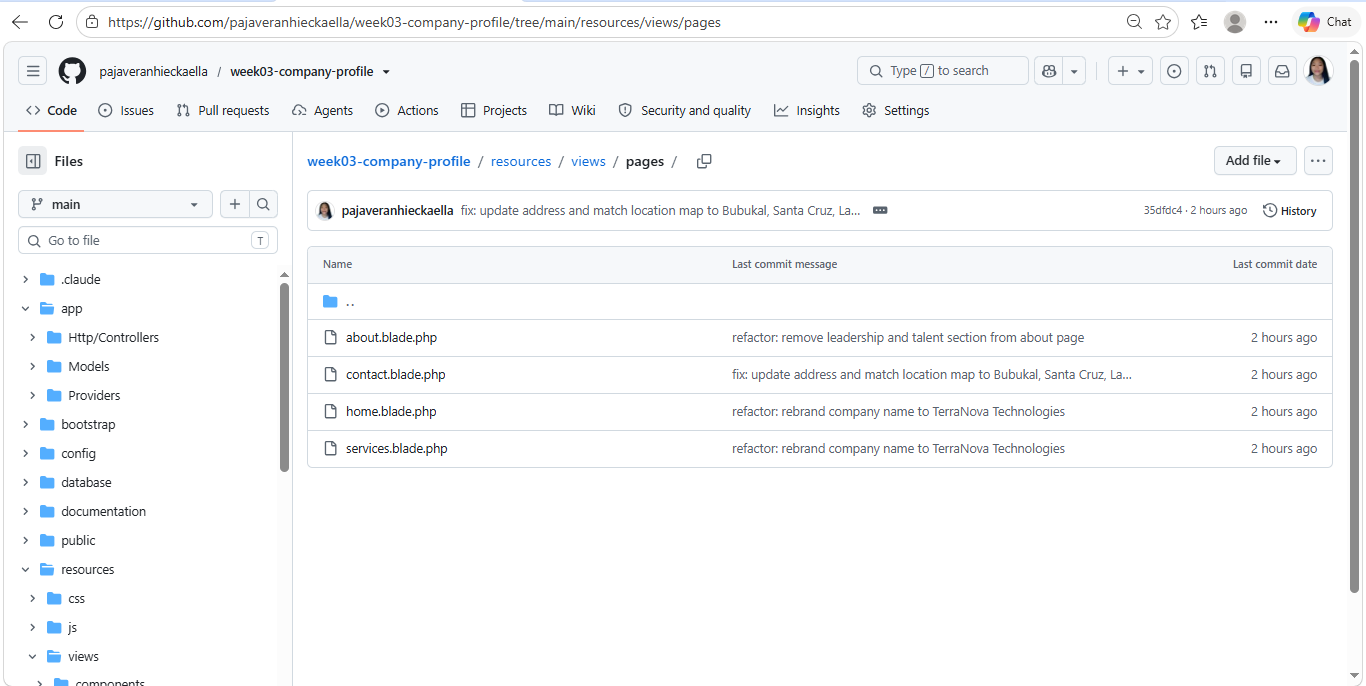 https://github.com/pajaveranhieckaella/week03-company-profile/tree/main/resources/views/pages
Chat
pajaveranhieckaella / week03-company-profile
Type / to search
Code Issues Pull requests Agents Actions Projects Wiki Security and quality Insights Settings
Files
week03-company-profile / resources / views / pages /
Add file
main
pajaveranhieckaella fix: update address and match location map to Bubukal, Santa Cruz, La...
35dfdc4 · 2 hours ago
History
Go to file T
Name Last commit message Last commit date
..
about.blade.php refactor: remove leadership and talent section from about page 2 hours ago
contact.blade.php fix: update address and match location map to Bubukal, Santa Cruz, La... 2 hours ago
home.blade.php refactor: rebrand company name to TerraNova Technologies 2 hours ago
services.blade.php refactor: rebrand company name to TerraNova Technologies 2 hours ago
.claude
app
Http/Controllers
Models
Providers
bootstrap
config
database
documentation
public
resources
css
js
views
components